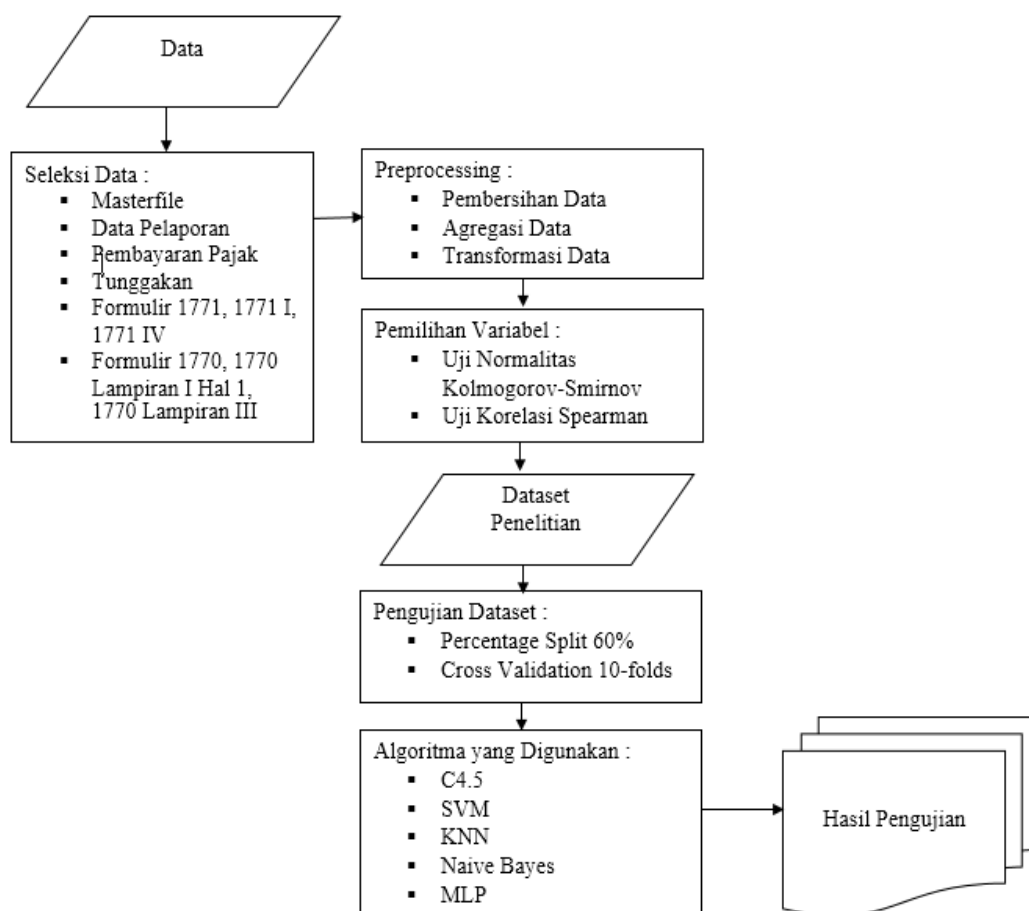 Data
Seleksi Data :
▪ Masterfile
▪ Data Pelaporan
▪ Pembayaran Pajak
▪ Tunggakan
▪ Formulir 1771, 1771 I,
1771 IV
▪ Formulir 1770, 1770
Lampiran I Hal 1,
1770 Lampiran III
Preprocessing :
▪ Pembersihan Data
▪ Agregasi Data
▪ Transformasi Data
Pemilihan Variabel :
▪ Uji Normalitas
Kolmogorov-Smirnov
▪ Uji Korelasi Spearman
Dataset
Penelitian
Pengujian Dataset :
▪ Percentage Split 60%
▪ Cross Validation 10-folds
Algoritma yang Digunakan :
▪ C4.5
▪ SVM
▪ KNN
▪ Naive Bayes
▪ MLP
Hasil Pengujian